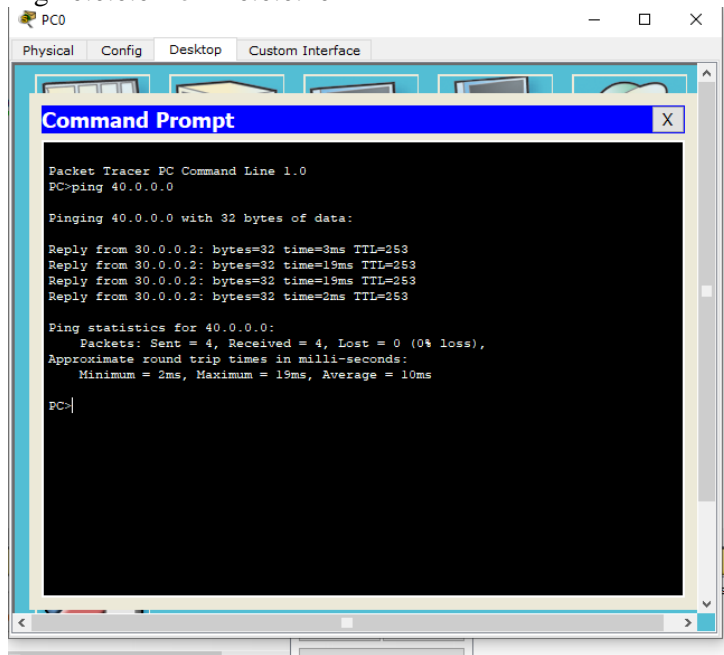 PC0
Physical Config Desktop Custom Interface
Command Prompt
X
Packet Tracer PC Command Line 1.0
PC>ping 40.0.0.0
Pinging 40.0.0.0 with 32 bytes of data:
Reply from 30.0.0.2: bytes=32 time=3ms TTL=253
Reply from 30.0.0.2: bytes=32 time=19ms TTL=253
Reply from 30.0.0.2: bytes=32 time=19ms TTL=253
Reply from 30.0.0.2: bytes=32 time=2ms TTL=253
Ping statistics for 40.0.0.0:
Packets: Sent = 4, Received = 4, Lost = 0 (0% loss),
Approximate round trip times in milli-seconds:
Minimum = 2ms, Maximum = 19ms, Average = 10ms
PC>